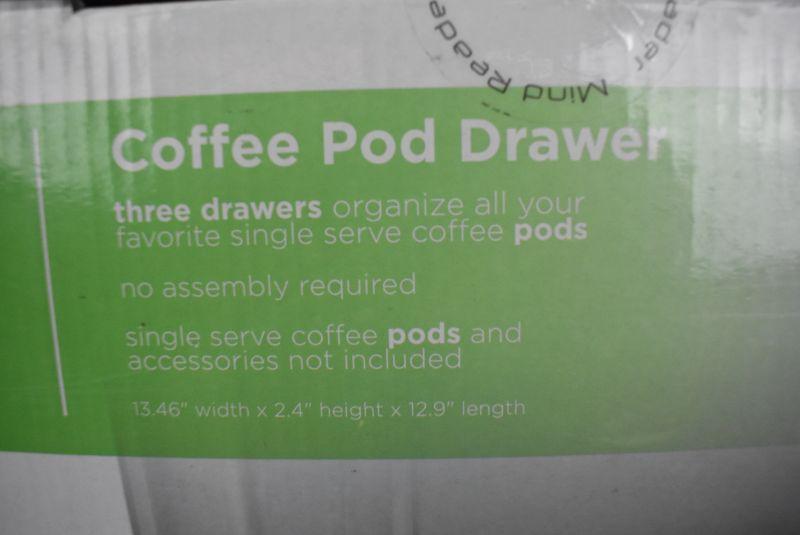 Mind Reader
Coffee Pod Drawer
three drawers organize all your
favorite single serve coffee pods
no assembly required
single serve coffee pods and
accessories not included
13.46" width x 2.4" height x 12.9" length